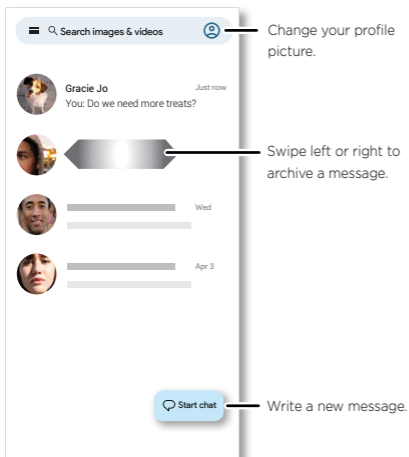 Search images & videos
Change your profile
picture.
Gracie Jo
Just now
You: Do we need more treats?
Swipe left or right to
archive a message.
Wed
Apr 3
Start chat
Write a new message.